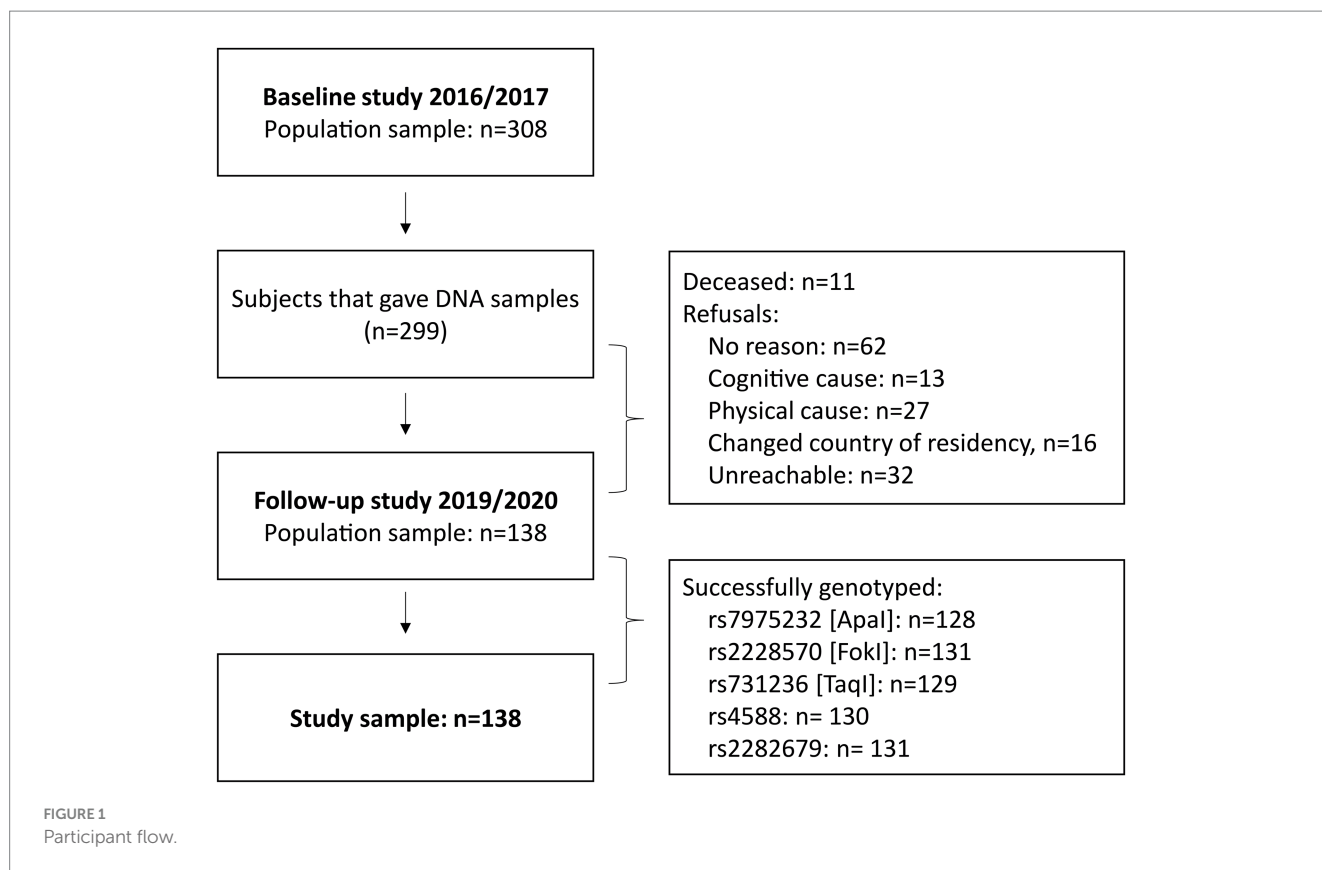 Baseline study 2016/2017
Population sample: n=308
Subjects that gave DNA samples
(n=299)
Deceased: n=11
Refusals:
No reason: n=62
Cognitive cause: n=13
Physical cause: n=27
Changed country of residency, n=16
Unreachable: n=32
Follow-up study 2019/2020
Population sample: n=138
Successfully genotyped:
rs7975232 [ApaI]: n=128
rs2228570 [FokI]: n=131
rs731236 [TaqI]: n=129
rs4588: n= 130
rs2282679: n= 131
Study sample: n=138
FIGURE 1
Participant flow.